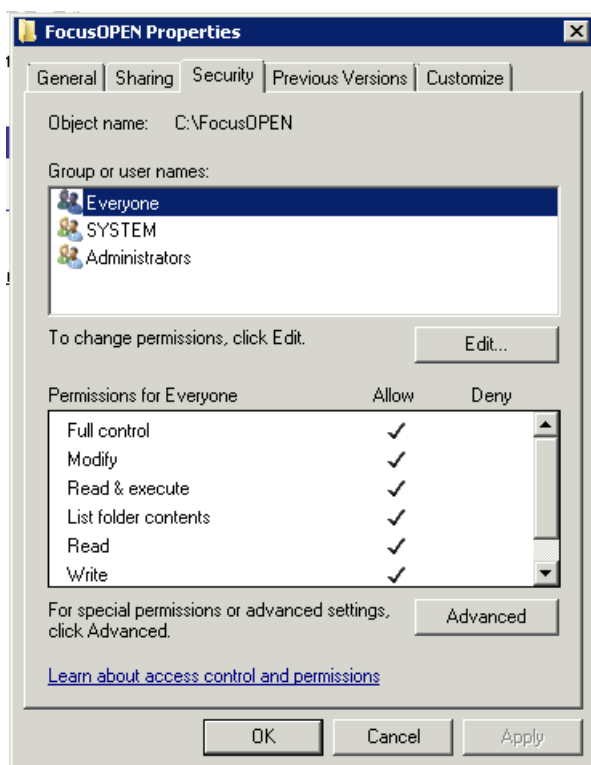 FocusOPEN Properties
General Sharing Security Previous Versions Customize
Object name: C:\FocusOPEN
Group or user names:
Everyone
SYSTEM
Administrators
To change permissions, click Edit.
Edit...
Permissions for Everyone Allow Deny
Full control
Modify
Read & execute
List folder contents
Read
Write
For special permissions or advanced settings,
click Advanced.
Advanced
Learn about access control and permissions
OK Cancel Apply